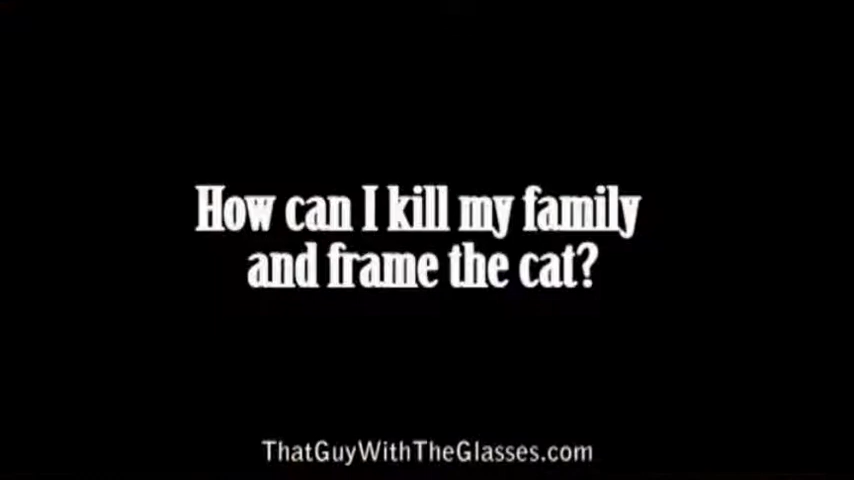 How can I kill my family
and frame the cat?
ThatGuyWithTheGlasses.com